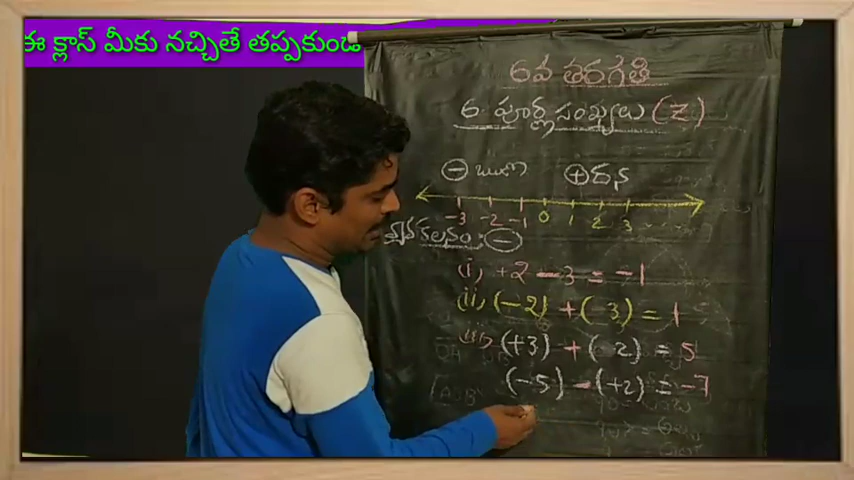 ఈ క్లాస్ మీకు నచ్చితే తప్పకుండ
6వ తరగతి
6. పూర్ణసంఖ్యలు (Z)
− ఋణ + ధన
-3 -2 -1 0 1 2 3
వ్యవకలనం: −
(i) +2 − 3 = −1
(ii) (−2) + (−3) = 1
(iii) (+3) + (−2) = 5
(−5) − (+2) = −7